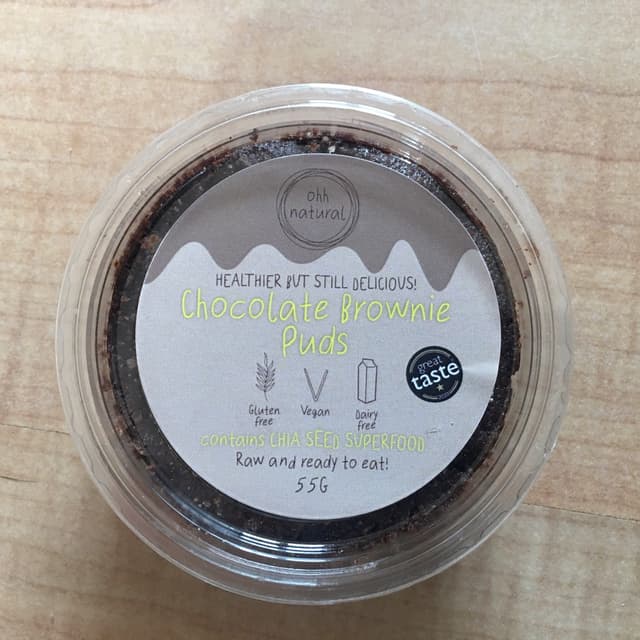 ohh
natural
HEALTHIER BUT STILL DELICIOUS!
Chocolate Brownie
Puds
great
taste
Gluten
free
Vegan
Dairy
free
contains CHIA SEED SUPERFOOD
Raw and ready to eat!
55G